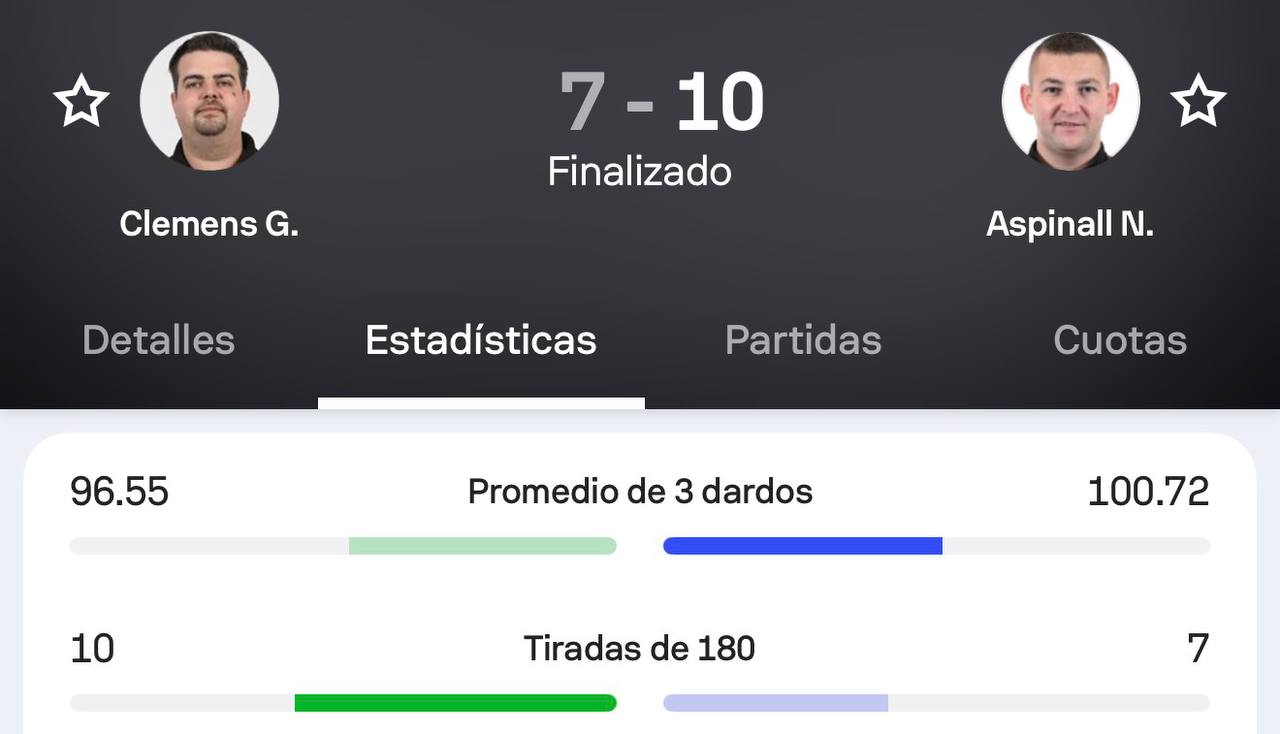 7 - 10
Finalizado
Clemens G.
Aspinall N.
Detalles
Estadísticas
Partidas
Cuotas
96.55 Promedio de 3 dardos 100.72
10 Tiradas de 180 7